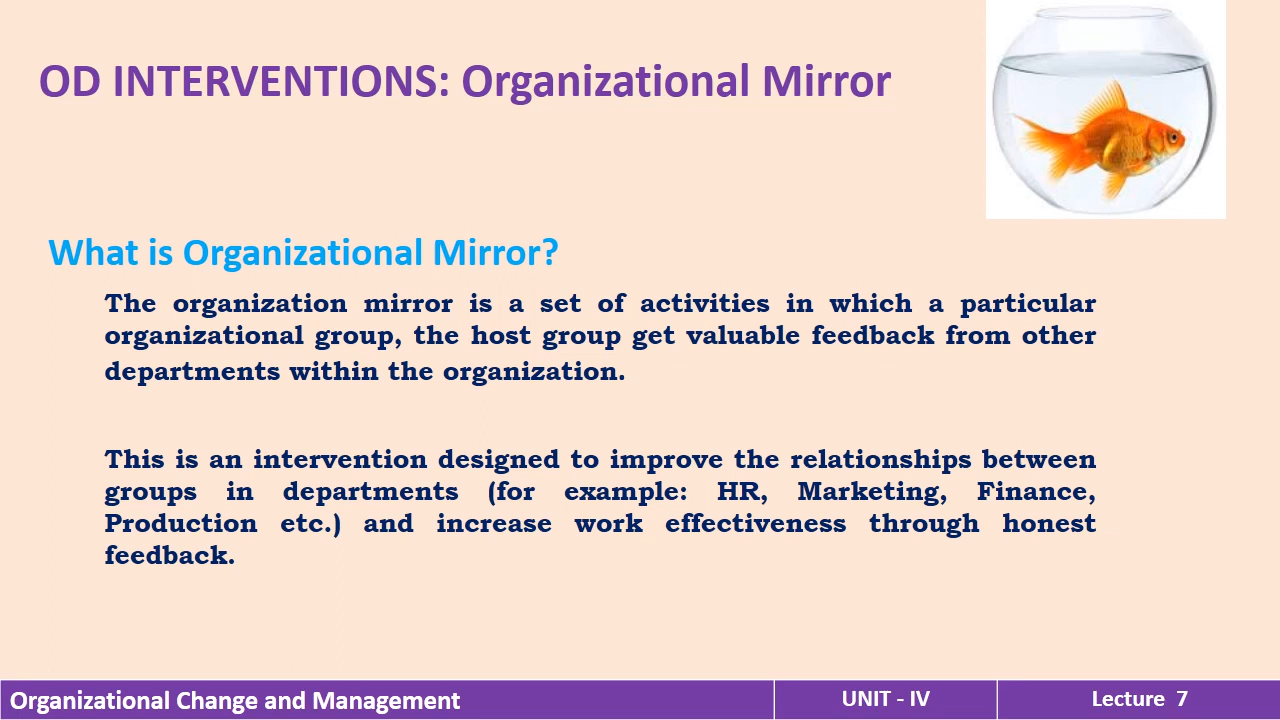 OD INTERVENTIONS: Organizational Mirror
What is Organizational Mirror?
The organization mirror is a set of activities in which a particular
organizational group, the host group get valuable feedback from other
departments within the organization.
This is an intervention designed to improve the relationships between
groups in departments (for example: HR, Marketing, Finance,
Production etc.) and increase work effectiveness through honest
feedback.
Organizational Change and Management
UNIT - IV
Lecture 7